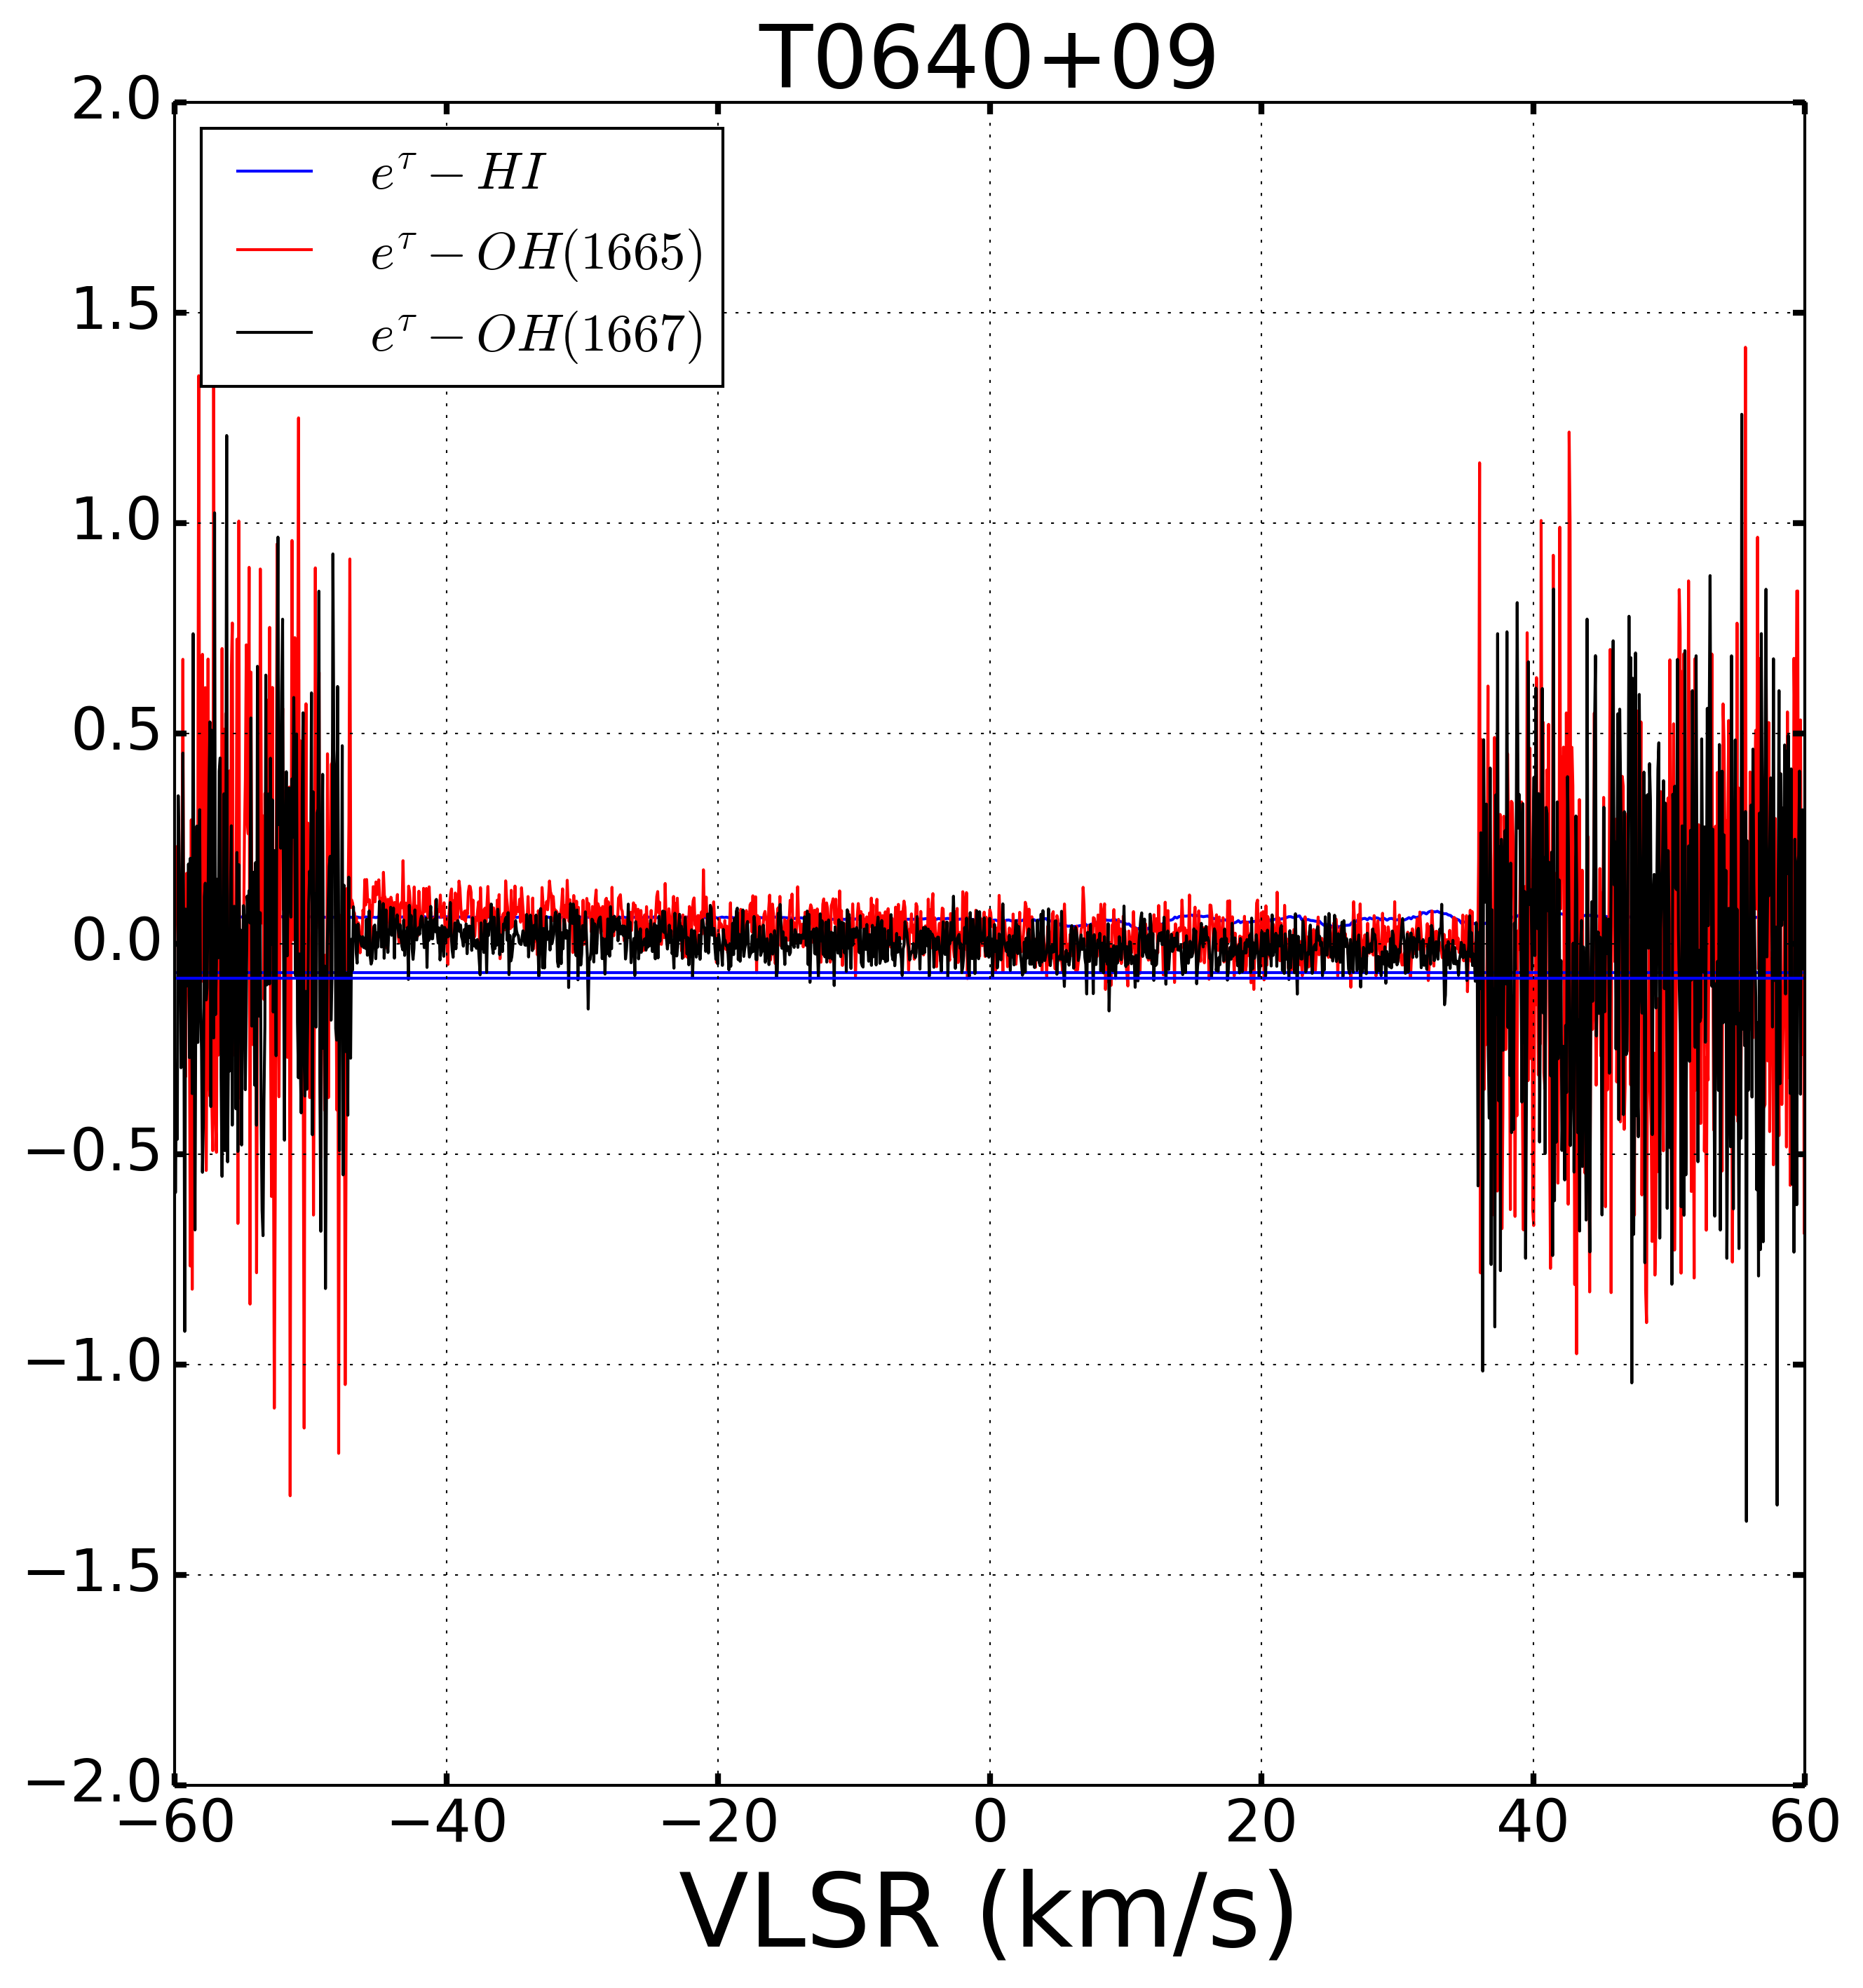 T0640+09
2.0
1.5
1.0
0.5
0.0
−0.5
−1.0
−1.5
−2.0
e^τ − HI
e^τ − OH(1665)
e^τ − OH(1667)
−60 −40 −20 0 20 40 60
VLSR (km/s)